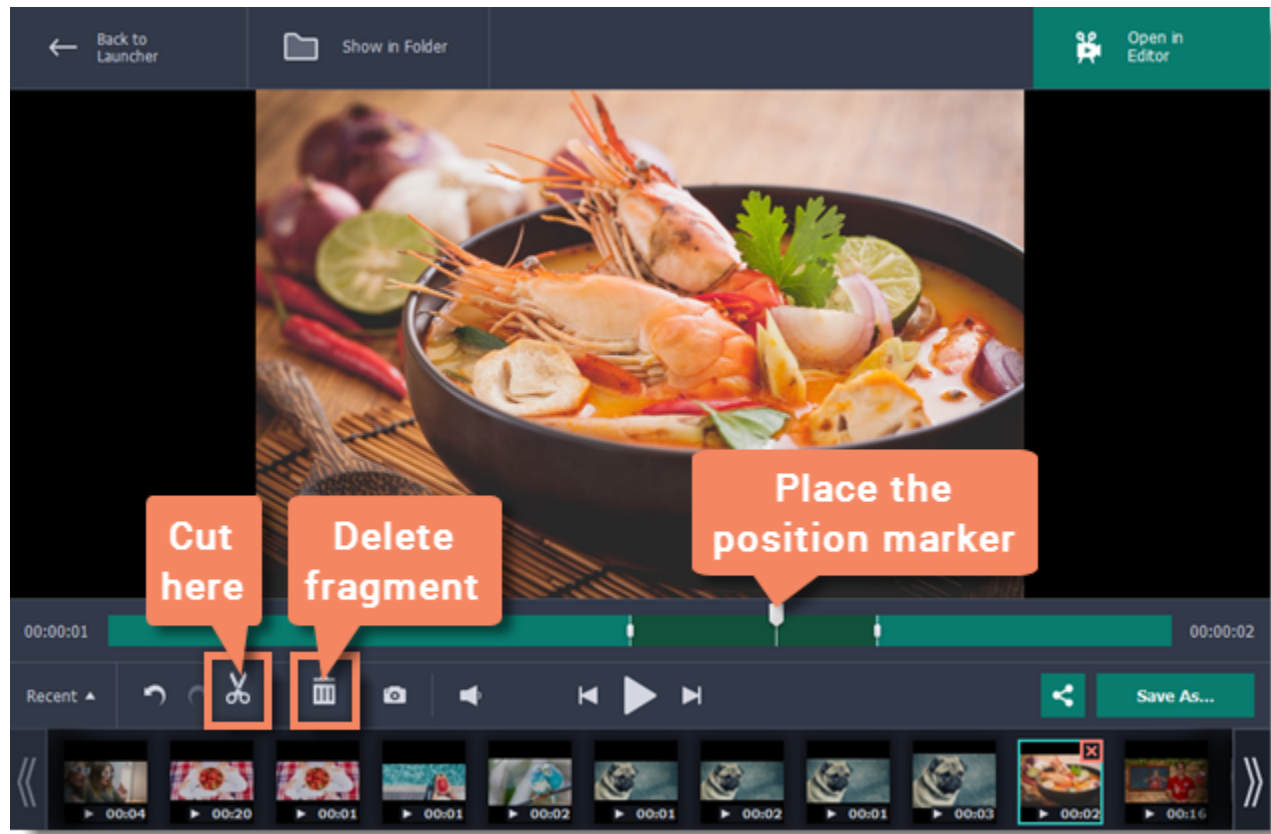 Back to
Launcher
Show in Folder
Open in
Editor
Place the
position marker
Cut
here
Delete
fragment
00:00:01
00:00:02
Recent
Save As...
00:04
00:20
00:01
00:01
00:02
00:01
00:02
00:01
00:03
00:02
00:16